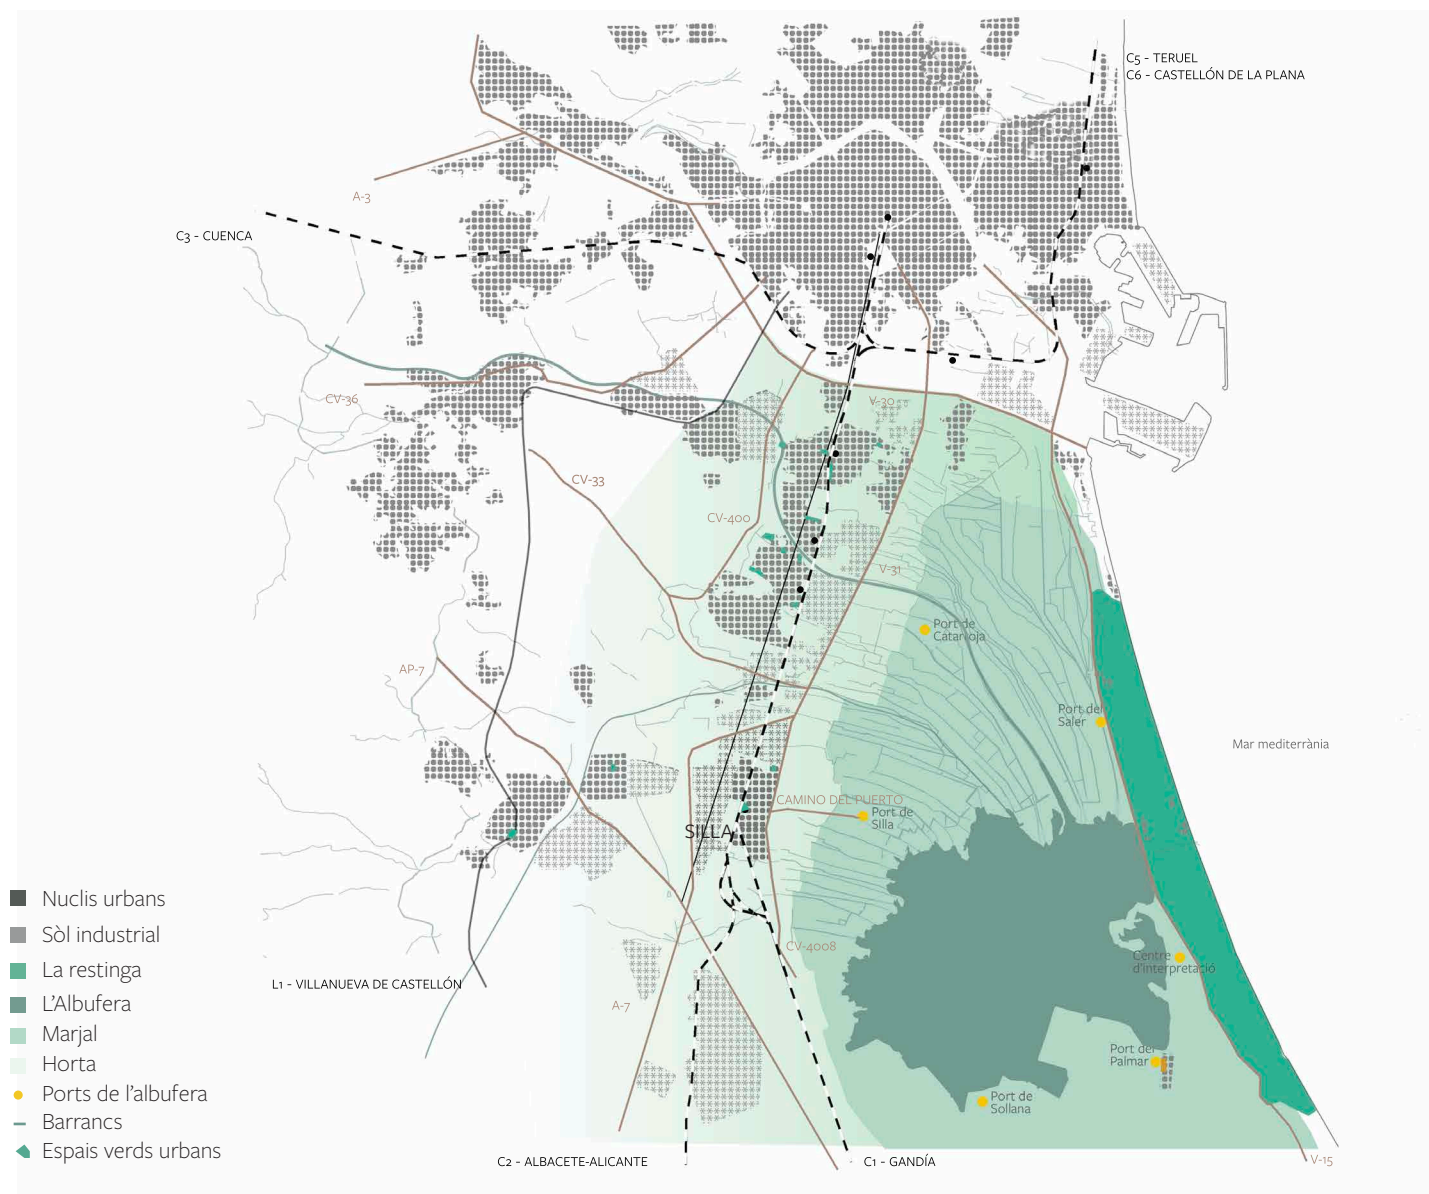 C5 - TERUEL
C6 - CASTELLÓN DE LA PLANA
A-3
C3 - CUENCA
CV-36
V-30
CV-33
CV-400
V-31
Port de
Catarroja
AP-7
Port del
Saler
Mar mediterrània
CAMINO DEL PUERTO
Port de
Silla
SILLA
Nuclis urbans
Sòl industrial
La restinga
L'Albufera
Marjal
Horta
Ports de l'albufera
Barrancs
Espais verds urbans
CV-4008
Centre
d'interpretació
L1 - VILLANUEVA DE CASTELLÓN
A-7
Port del
Palmar
Port de
Sollana
C2 - ALBACETE-ALICANTE
C1 - GANDÍA
V-15